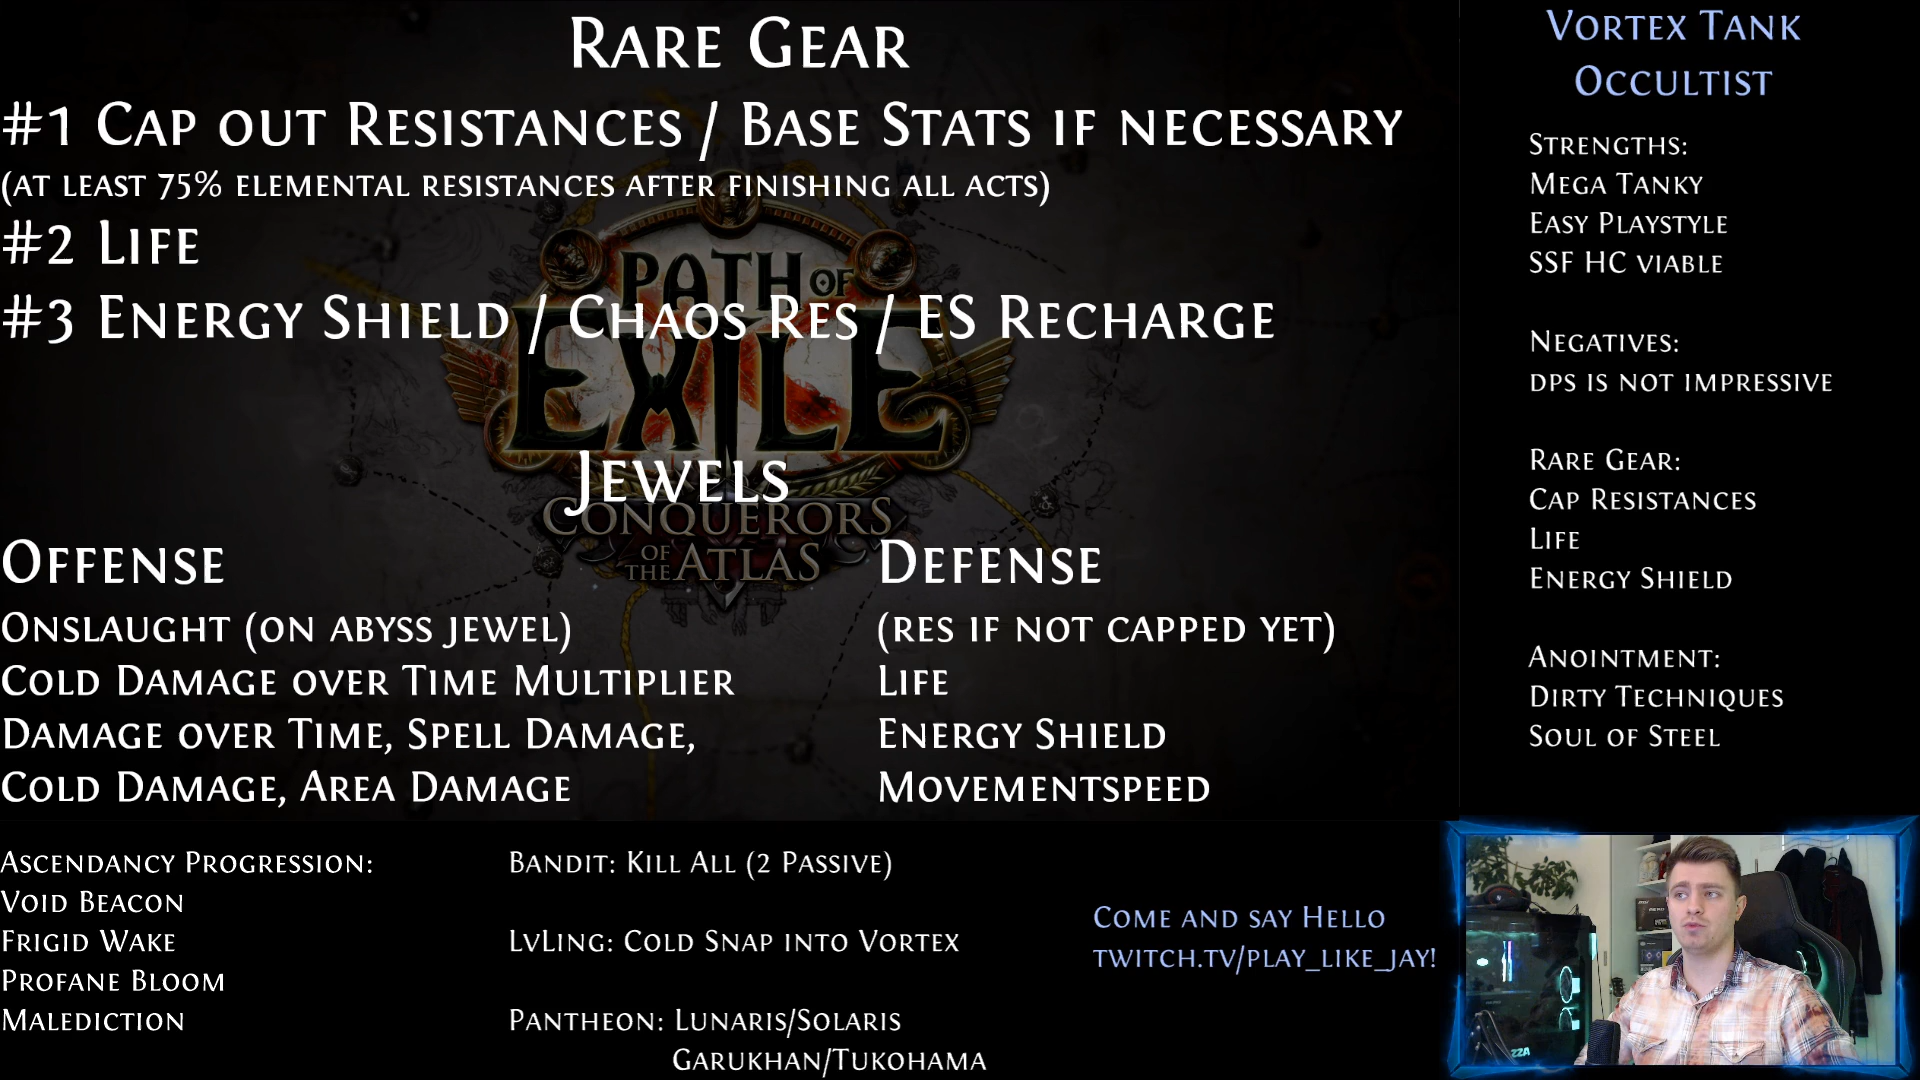 Rare Gear
#1 Cap out Resistances / Base Stats if necessary
(at least 75% elemental resistances after finishing all acts)
#2 Life
#3 Energy Shield / Chaos Res / ES Recharge
PATH OF
EXILE
Jewels
CONQUERORS
OF
THE ATLAS
Offense
Onslaught (on abyss jewel)
Cold Damage over Time Multiplier
Damage over Time, Spell Damage,
Cold Damage, Area Damage
Defense
(res if not capped yet)
Life
Energy Shield
Movementspeed
Vortex Tank
Occultist
Strengths:
Mega Tanky
Easy Playstyle
SSF HC viable
Negatives:
dps is not impressive
Rare Gear:
Cap Resistances
Life
Energy Shield
Anointment:
Dirty Techniques
Soul of Steel
Ascendancy Progression:
Void Beacon
Frigid Wake
Profane Bloom
Malediction
Bandit: Kill All (2 Passive)
LvLing: Cold Snap into Vortex
Pantheon: Lunaris/Solaris
Garukhan/Tukohama
Come and say Hello
twitch.tv/play_like_jay!